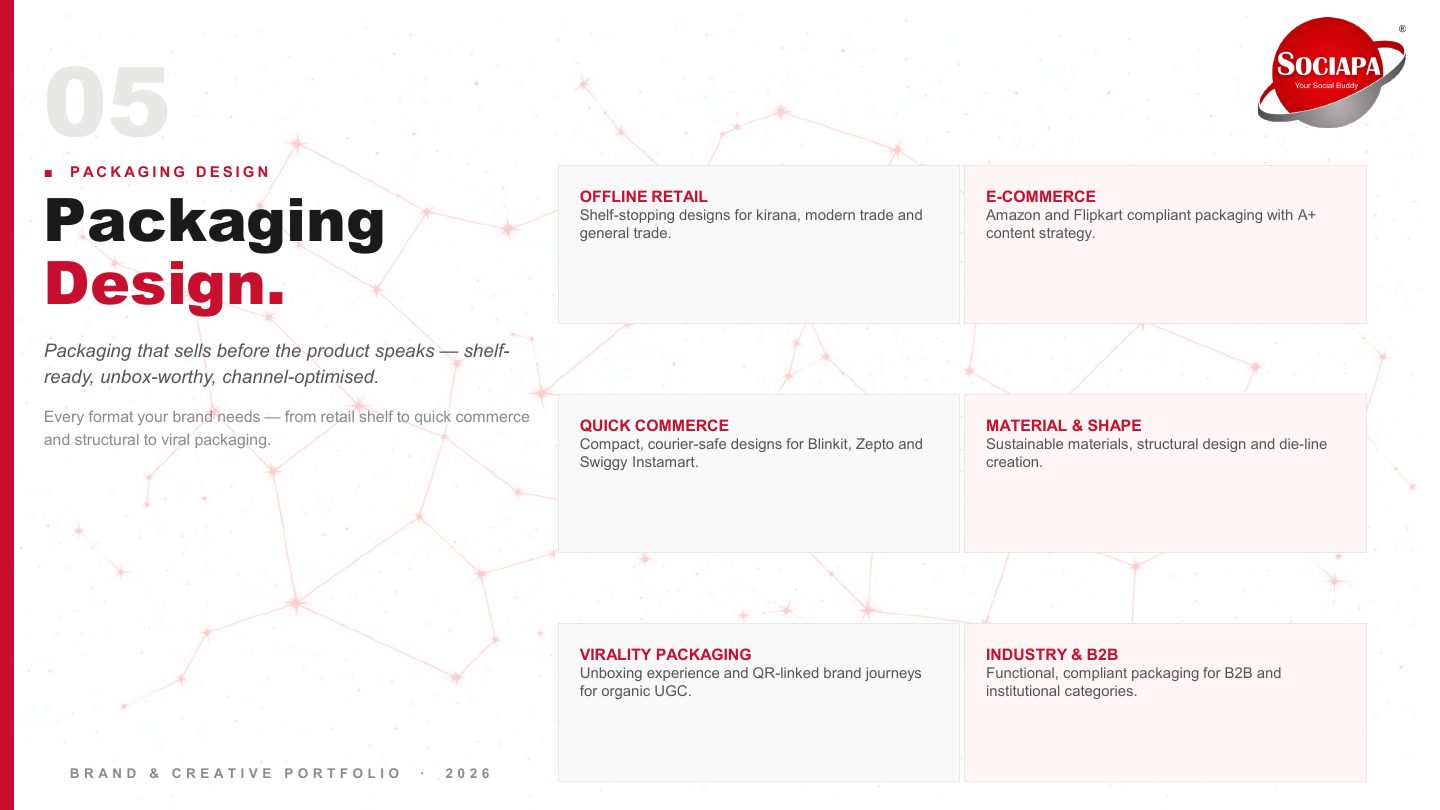 05
SOCIAPA
®
Your Social Buddy
■ PACKAGING DESIGN
Packaging
Design.
Packaging that sells before the product speaks — shelf-
ready, unbox-worthy, channel-optimised.
Every format your brand needs — from retail shelf to quick commerce
and structural to viral packaging.
OFFLINE RETAIL
Shelf-stopping designs for kirana, modern trade and
general trade.
E-COMMERCE
Amazon and Flipkart compliant packaging with A+
content strategy.
QUICK COMMERCE
Compact, courier-safe designs for Blinkit, Zepto and
Swiggy Instamart.
MATERIAL & SHAPE
Sustainable materials, structural design and die-line
creation.
VIRALITY PACKAGING
Unboxing experience and QR-linked brand journeys
for organic UGC.
INDUSTRY & B2B
Functional, compliant packaging for B2B and
institutional categories.
BRAND & CREATIVE PORTFOLIO · 2026